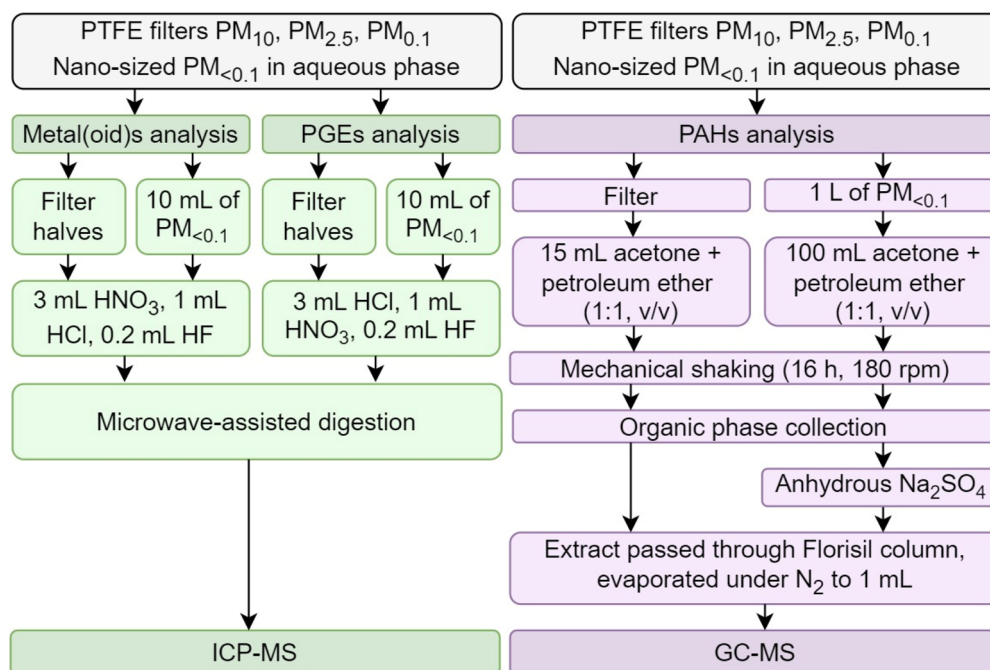 PTFE filters PM₁₀, PM₂.₅, PM₀.₁
Nano-sized PM<₀.₁ in aqueous phase
Metal(oid)s analysis
PGEs analysis
Filter
halves
10 mL of
PM<₀.₁
Filter
halves
10 mL of
PM<₀.₁
3 mL HNO₃, 1 mL
HCl, 0.2 mL HF
3 mL HCl, 1 mL
HNO₃, 0.2 mL HF
Microwave-assisted digestion
ICP-MS
PTFE filters PM₁₀, PM₂.₅, PM₀.₁
Nano-sized PM<₀.₁ in aqueous phase
PAHs analysis
Filter
1 L of PM<₀.₁
15 mL acetone +
petroleum ether
(1:1, v/v)
100 mL acetone +
petroleum ether
(1:1, v/v)
Mechanical shaking (16 h, 180 rpm)
Organic phase collection
Anhydrous Na₂SO₄
Extract passed through Florisil column,
evaporated under N₂ to 1 mL
GC-MS